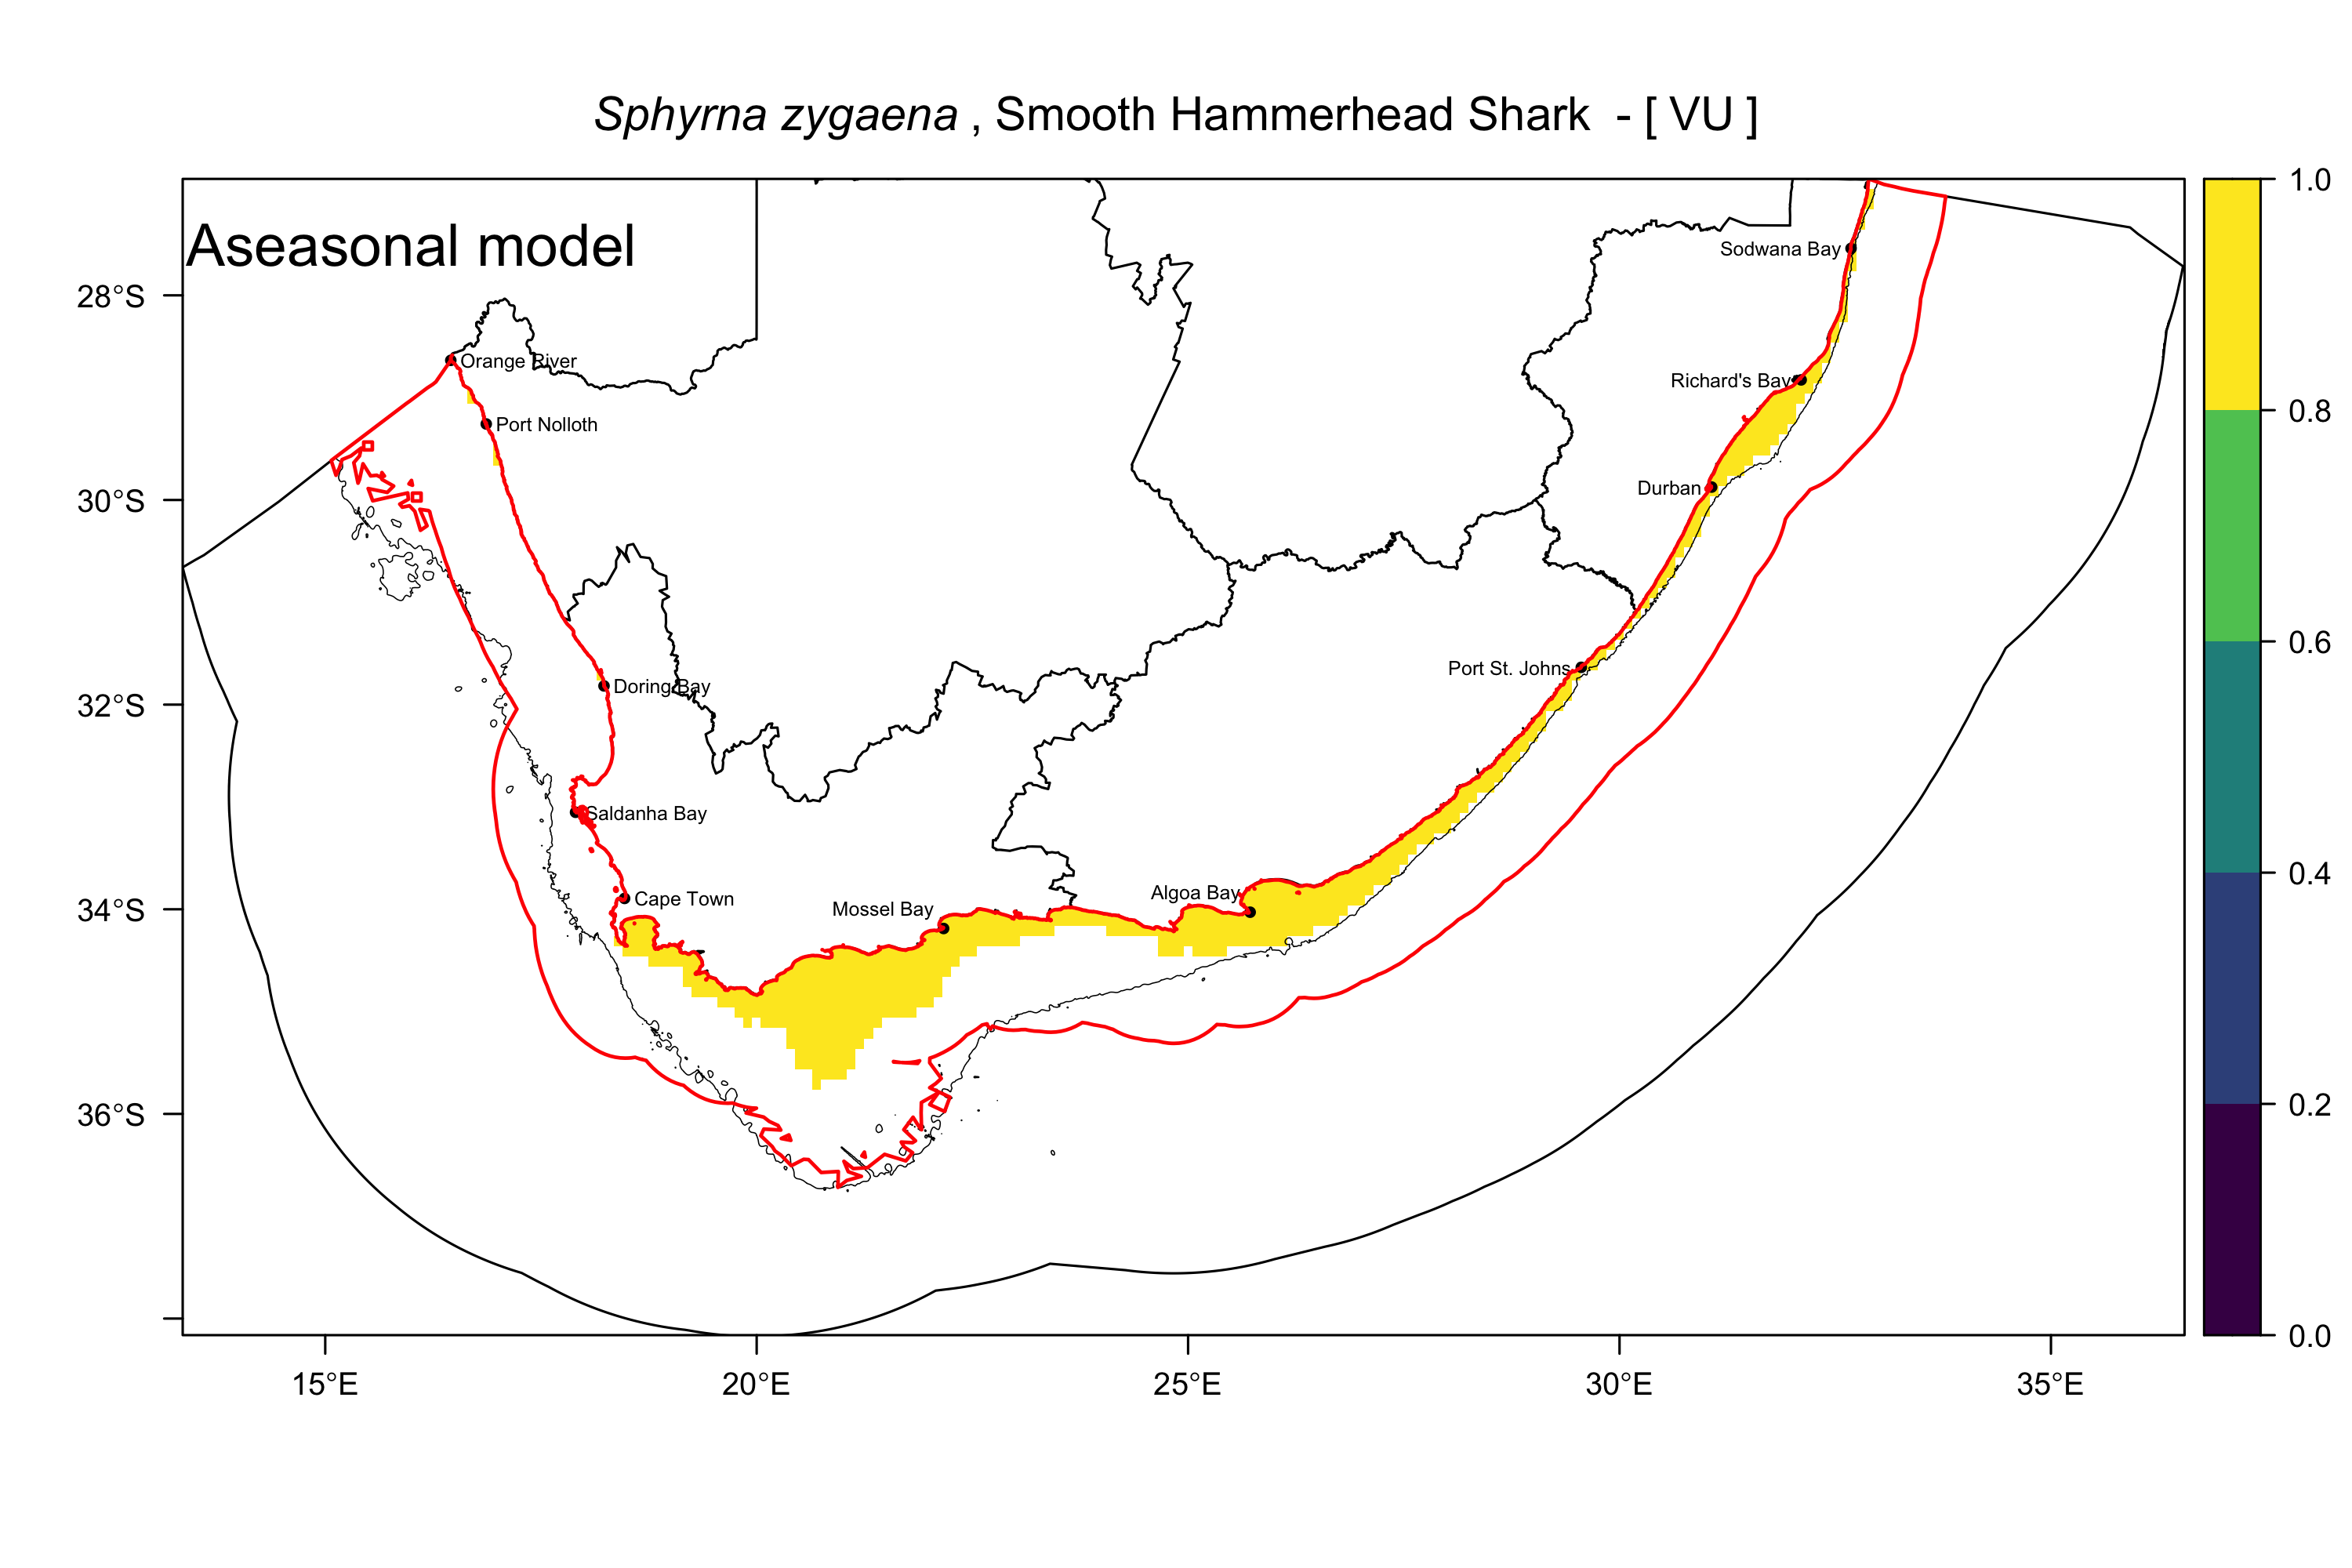 Sphyrna zygaena , Smooth Hammerhead Shark - [ VU ]
Aseasonal model
1.0
0.8
0.6
0.4
0.2
0.0
28°S
30°S
32°S
34°S
36°S
Sodwana Bay
Orange River
Richard's Bay
Port Nolloth
Durban
Port St. Johns
Doring Bay
Saldanha Bay
Algoa Bay
Cape Town
Mossel Bay
15°E
20°E
25°E
30°E
35°E